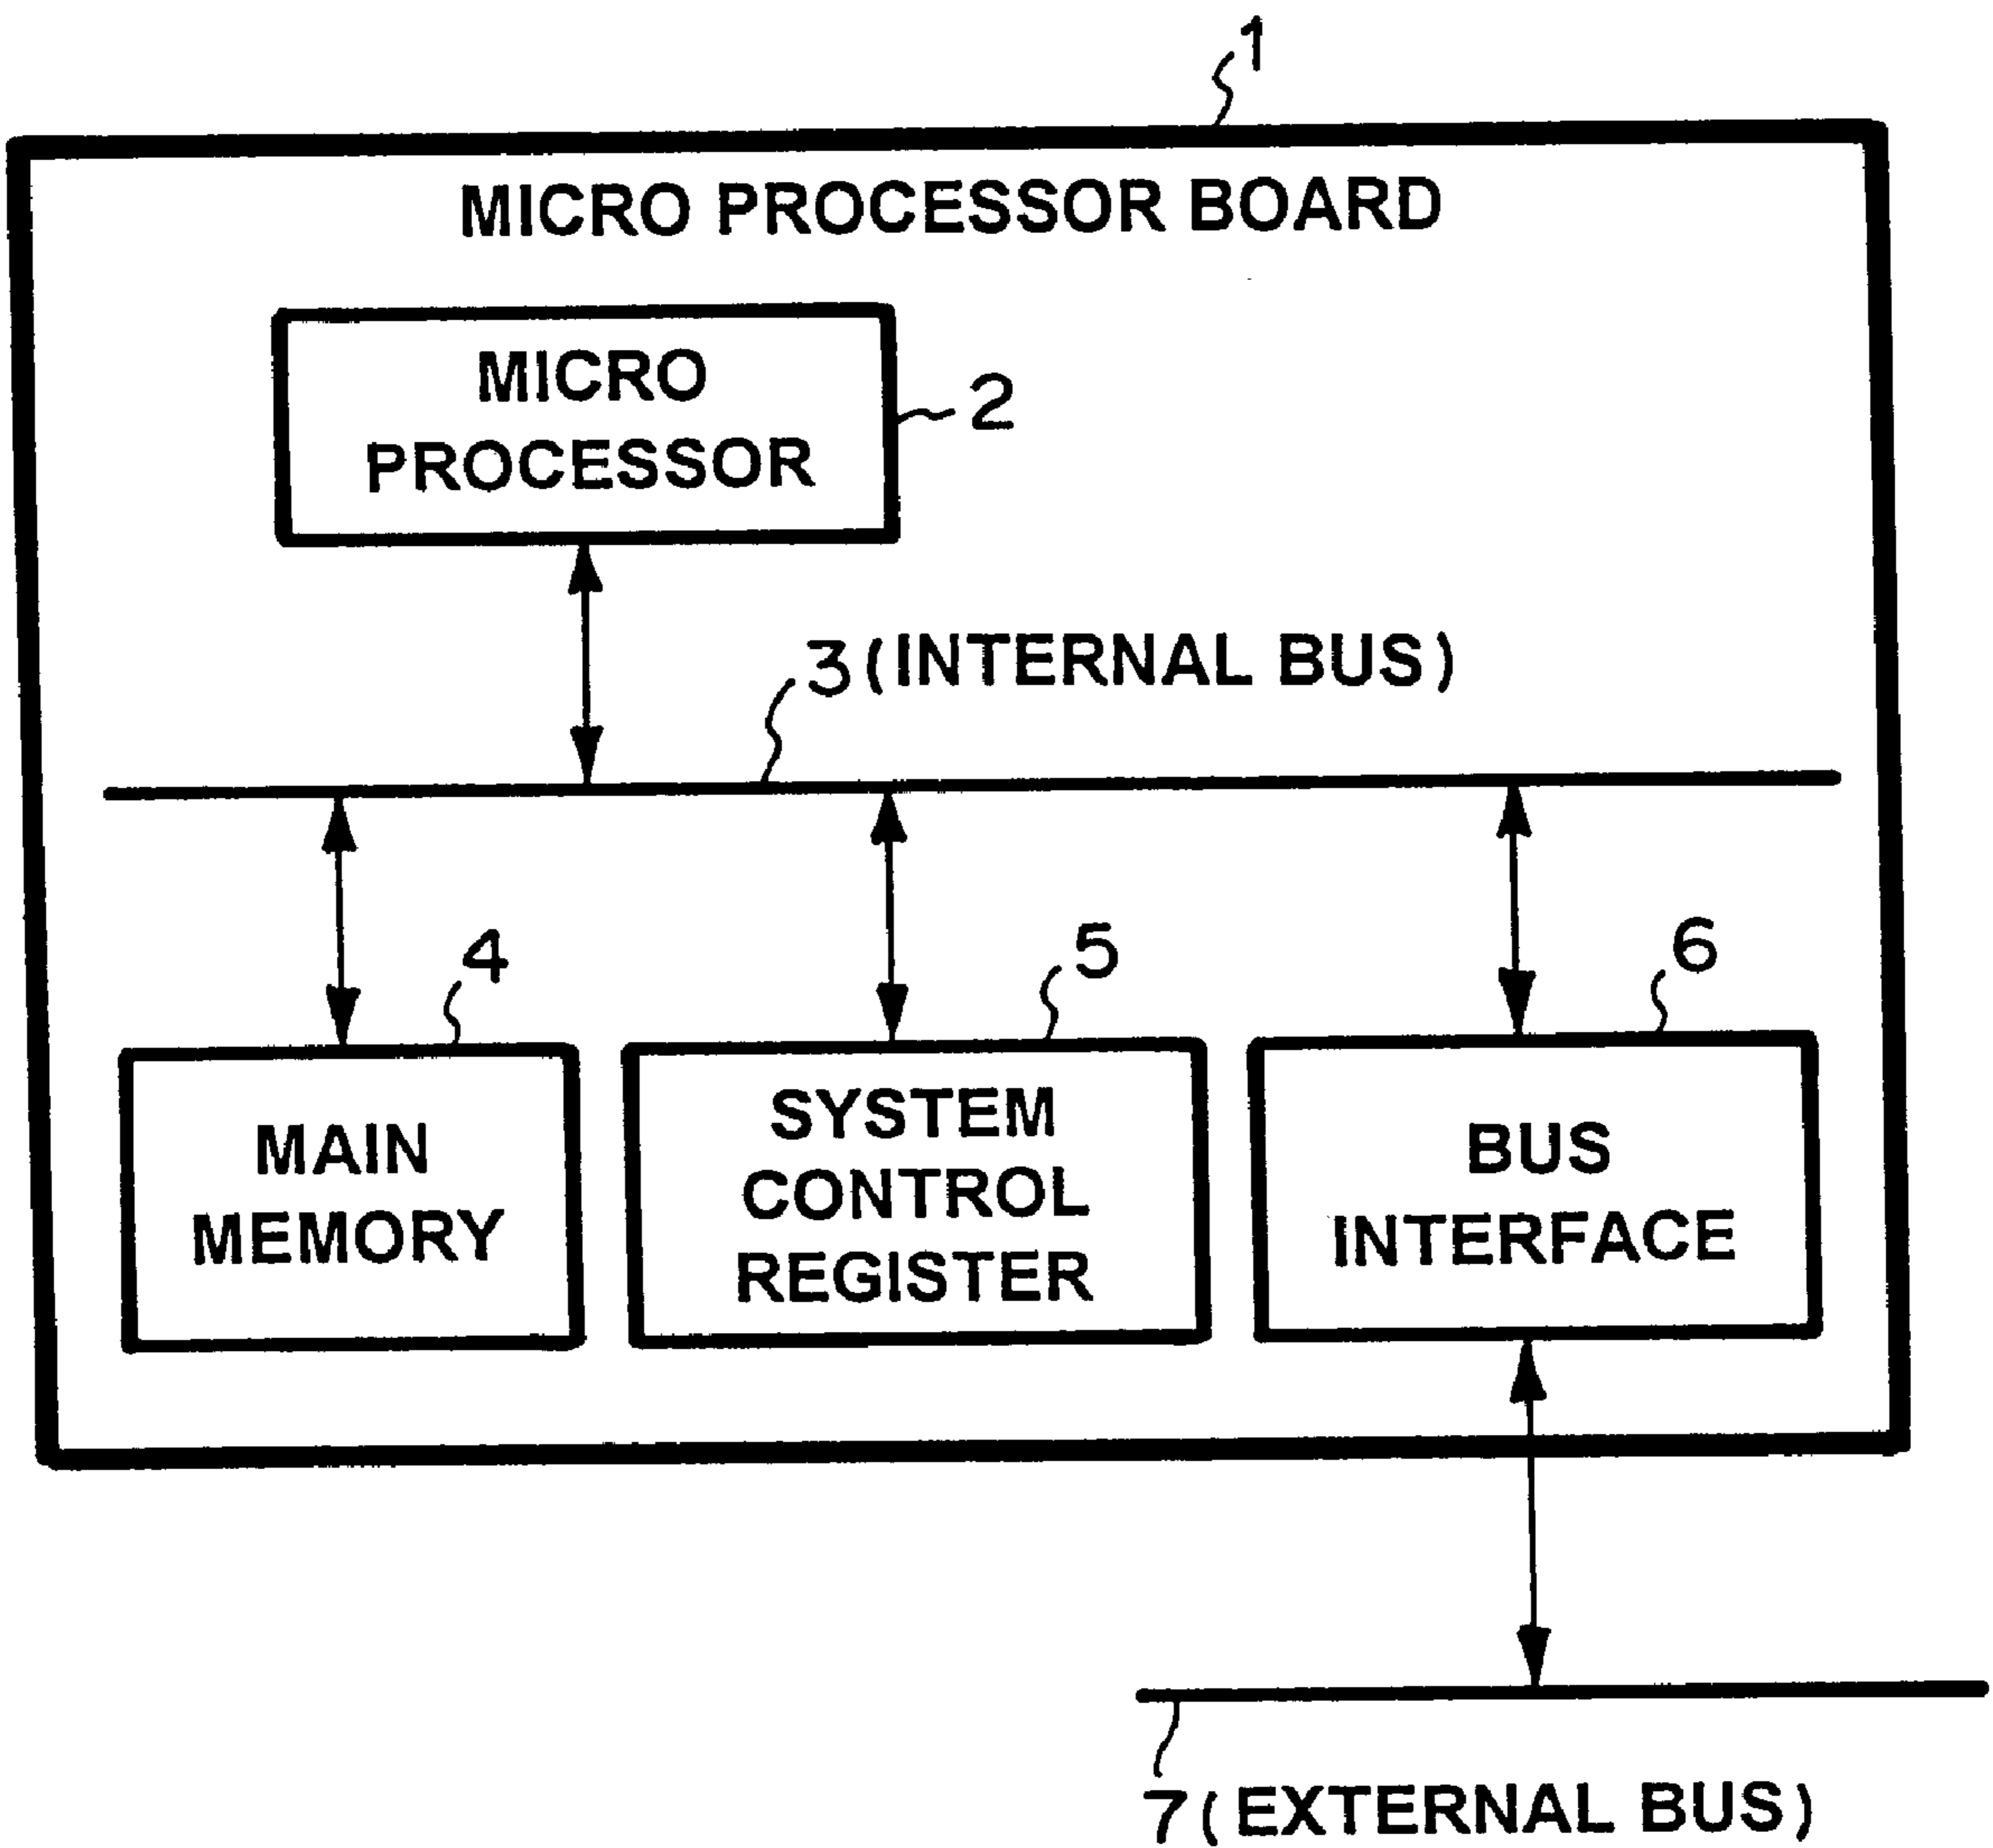 1
MICRO PROCESSOR BOARD
MICRO
PROCESSOR
2
3 (INTERNAL BUS)
4
5
6
MAIN
MEMORY
SYSTEM
CONTROL
REGISTER
BUS
INTERFACE
7 (EXTERNAL BUS)